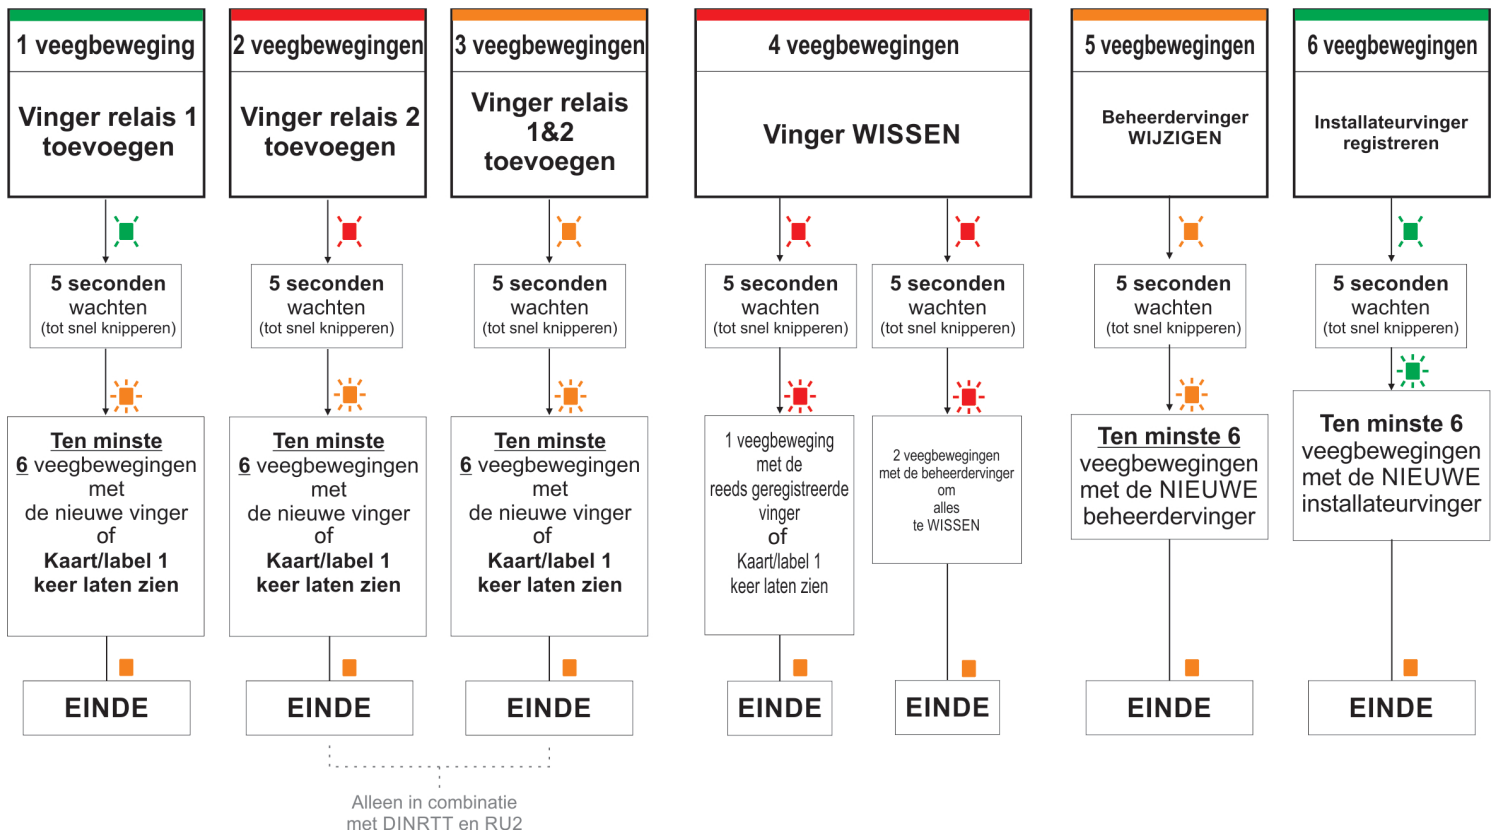 1 veegbeweging
Vinger relais 1
toevoegen
5 seconden
wachten
(tot snel knipperen)
Ten minste
6 veegbewegingen
met
de nieuwe vinger
of
Kaart/label 1
keer laten zien
EINDE
2 veegbewegingen
Vinger relais 2
toevoegen
5 seconden
wachten
(tot snel knipperen)
Ten minste
6 veegbewegingen
met
de nieuwe vinger
of
Kaart/label 1
keer laten zien
EINDE
3 veegbewegingen
Vinger relais
1&2
toevoegen
5 seconden
wachten
(tot snel knipperen)
Ten minste
6 veegbewegingen
met
de nieuwe vinger
of
Kaart/label 1
keer laten zien
EINDE
Alleen in combinatie
met DINRTT en RU2
4 veegbewegingen
Vinger WISSEN
5 seconden
wachten
(tot snel knipperen)
1 veegbeweging
met de
reeds geregistreerde
vinger
of
Kaart/label 1
keer laten zien
EINDE
5 seconden
wachten
(tot snel knipperen)
2 veegbewegingen
met de beheerdervinger
om
alles
te WISSEN
EINDE
5 veegbewegingen
Beheerdervinger
WIJZIGEN
5 seconden
wachten
(tot snel knipperen)
Ten minste 6
veegbewegingen
met de NIEUWE
beheerdervinger
EINDE
6 veegbewegingen
Installateurvinger
registreren
5 seconden
wachten
(tot snel knipperen)
Ten minste 6
veegbewegingen
met de NIEUWE
installateurvinger
EINDE